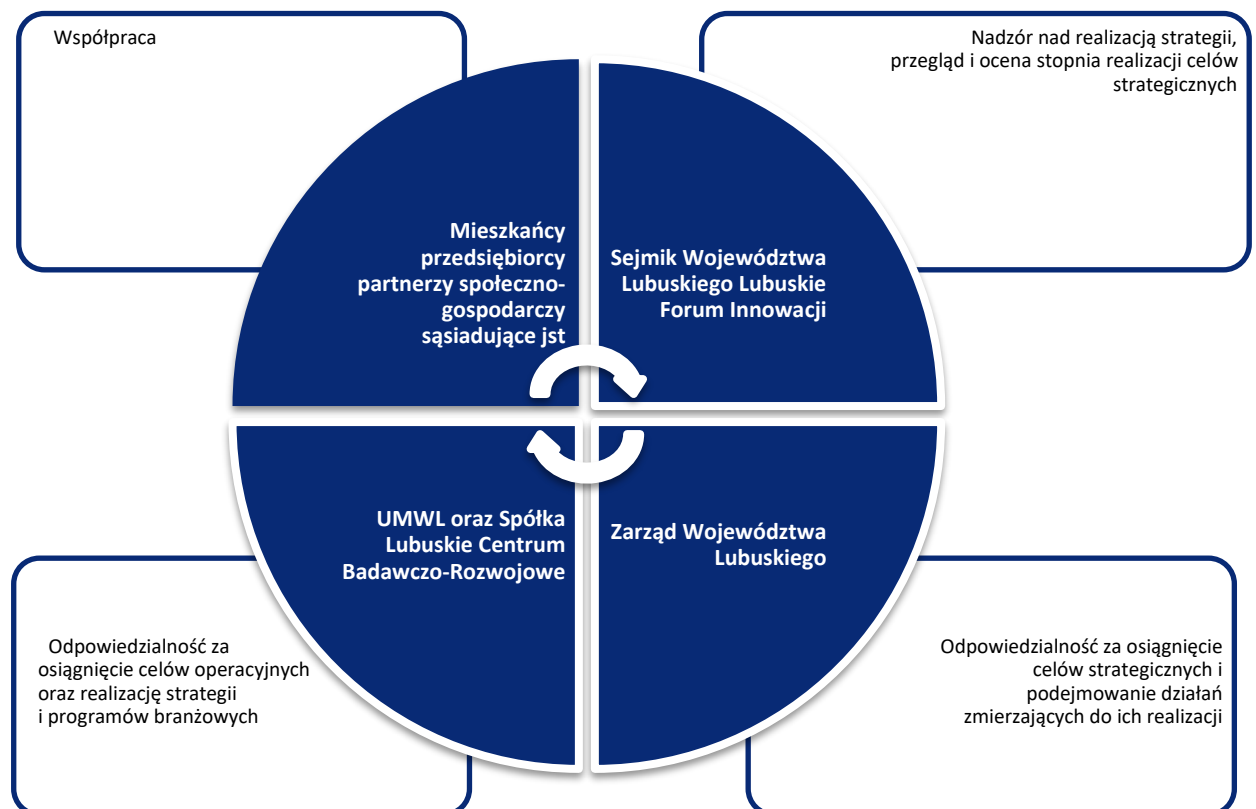 Współpraca
Nadzór nad realizacją strategii,
przegląd i ocena stopnia realizacji celów
strategicznych
Mieszkańcy
przedsiębiorcy
partnerzy społeczno-
gospodarczy
sąsiadujące jst
Sejmik Województwa
Lubuskiego Lubuskie
Forum Innowacji
UMWL oraz Spółka
Lubuskie Centrum
Badawczo-Rozwojowe
Zarząd Województwa
Lubuskiego
Odpowiedzialność za
osiągnięcie celów operacyjnych
oraz realizację strategii
i programów branżowych
Odpowiedzialność za osiągnięcie
celów strategicznych i
podejmowanie działań
zmierzających do ich realizacji